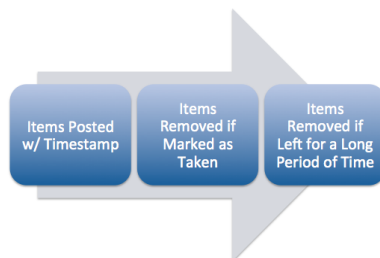 Items Posted
w/ Timestamp
Items
Removed if
Marked as
Taken
Items
Removed if
Left for a Long
Period of Time